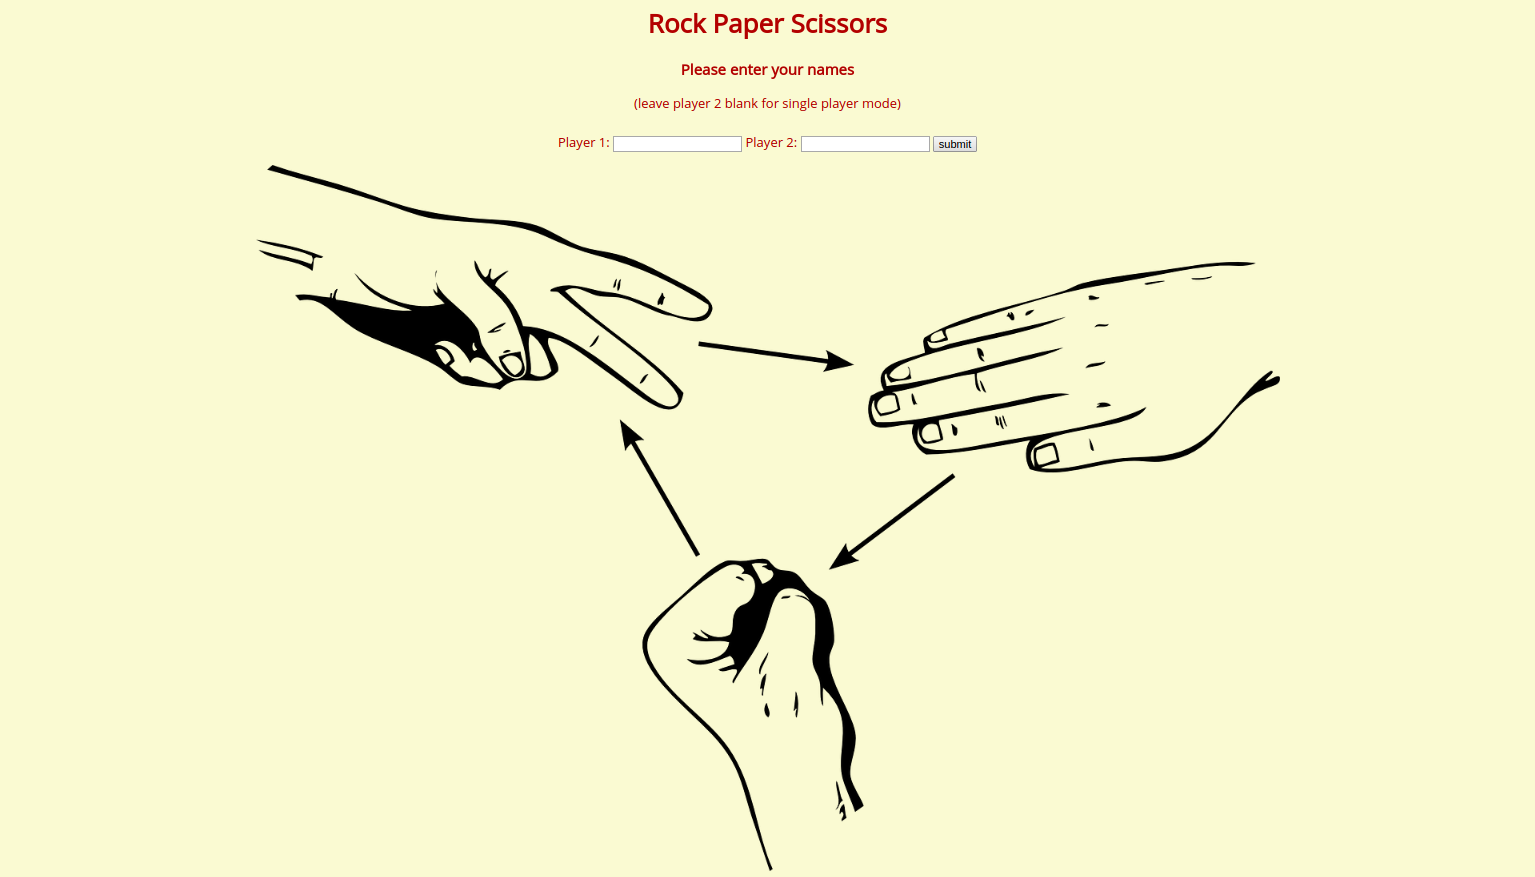 Rock Paper Scissors
Please enter your names
(leave player 2 blank for single player mode)
Player 1: Player 2: submit